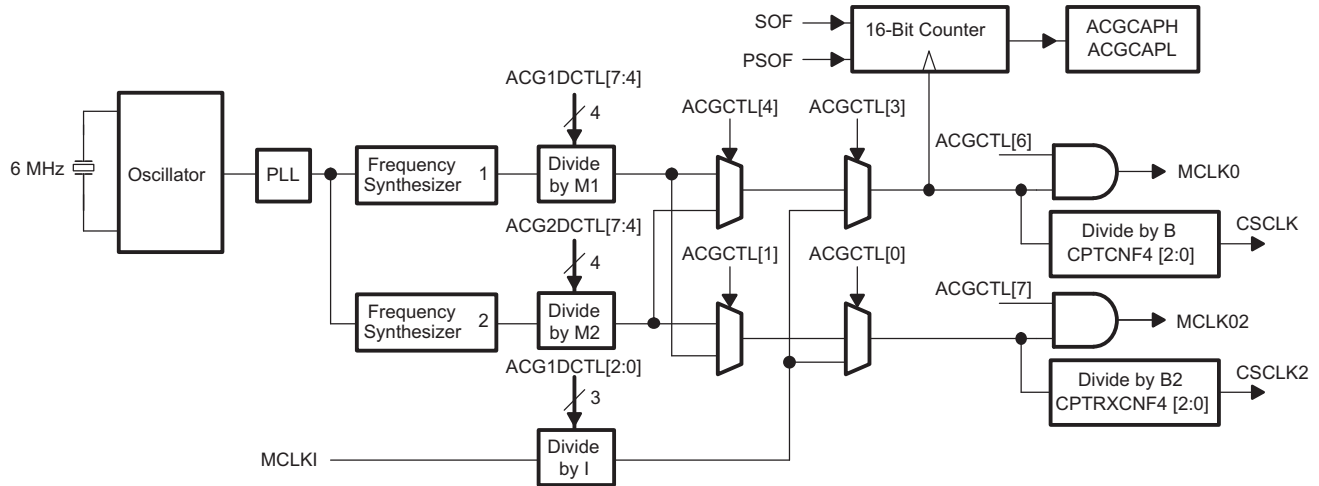 SOF
PSOF
16-Bit Counter
ACGCAPH
ACGCAPL
ACG1DCTL[7:4]
4
ACGCTL[4]
ACGCTL[3]
ACGCTL[6]
MCLK0
6 MHz
Oscillator
PLL
Frequency
Synthesizer
1
Divide
by M1
Divide by B
CPTCNF4 [2:0]
CSCLK
ACG2DCTL[7:4]
4
ACGCTL[1]
ACGCTL[0]
ACGCTL[7]
MCLK02
Frequency
Synthesizer
2
Divide
by M2
Divide by B2
CPTRXCNF4 [2:0]
CSCLK2
ACG1DCTL[2:0]
3
MCLKI
Divide
by I